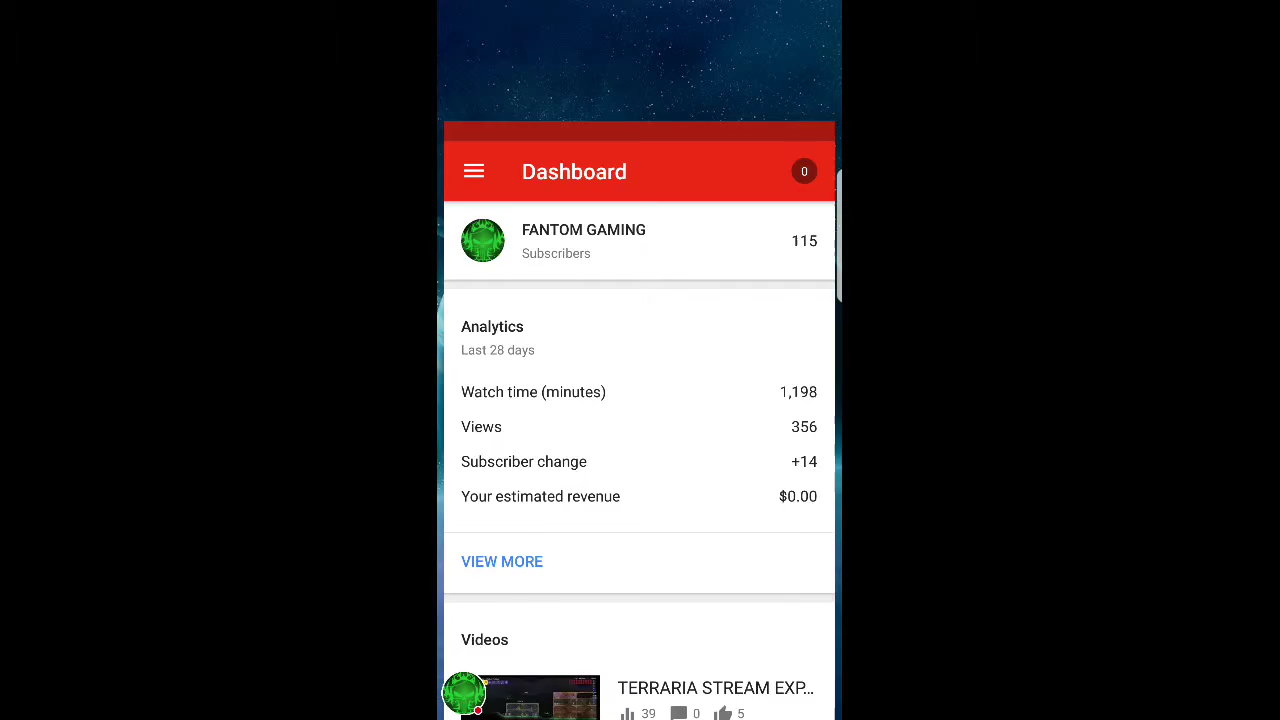 Dashboard
0
FANTOM GAMING
Subscribers
115
Analytics
Last 28 days
Watch time (minutes) 1,198
Views 356
Subscriber change +14
Your estimated revenue $0.00
VIEW MORE
Videos
TERRARIA STREAM EXP...
39 0 5